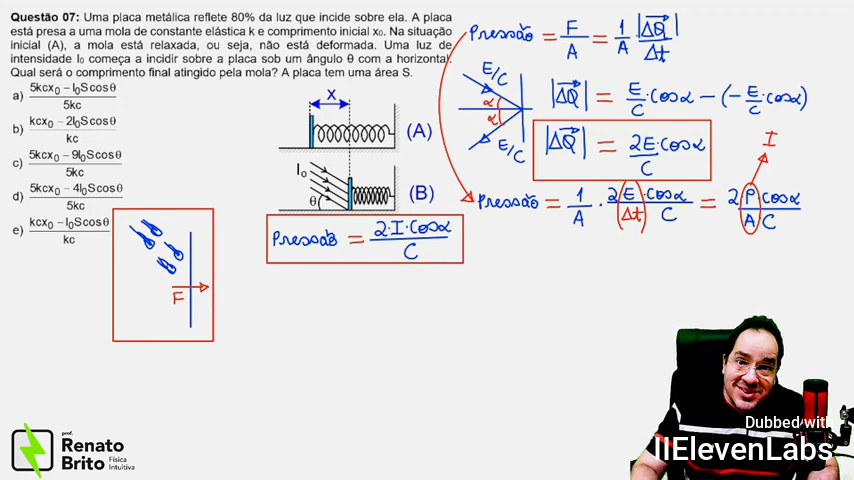 Questão 07: Uma placa metálica reflete 80% da luz que incide sobre ela. A placa
está presa a uma mola de constante elástica k e comprimento inicial x₀. Na situação
inicial (A), a mola está relaxada, ou seja, não está deformada. Uma luz de
intensidade I₀ começa a incidir sobre a placa sob um ângulo θ com a horizontal.
Qual será o comprimento final atingido pela mola? A placa tem uma área S.
a) 5kcx₀ − I₀Scosθ / 5kc
b) kcx₀ − 2I₀Scosθ / kc
c) 5kcx₀ − 9I₀Scosθ / 5kc
d) 5kcx₀ − 4I₀Scosθ / 5kc
e) kcx₀ − I₀Scosθ / kc
X
(A)
I₀
θ
(B)
Pressão = 2·I·Cosα / C
F
Pressão = F/A = 1/A |ΔQ⃗| / Δt
E/C
α
α
E/C
|ΔQ⃗| = E/C · Cosα − (−E/C · Cosα)
|ΔQ⃗| = 2E·Cosα / C
I
Pressão = 1/A · 2E·Cosα / Δt C = 2P·Cosα / A C
prof.
Renato
Brito
Física
Intuitiva
Dubbed with
IIElevenLabs